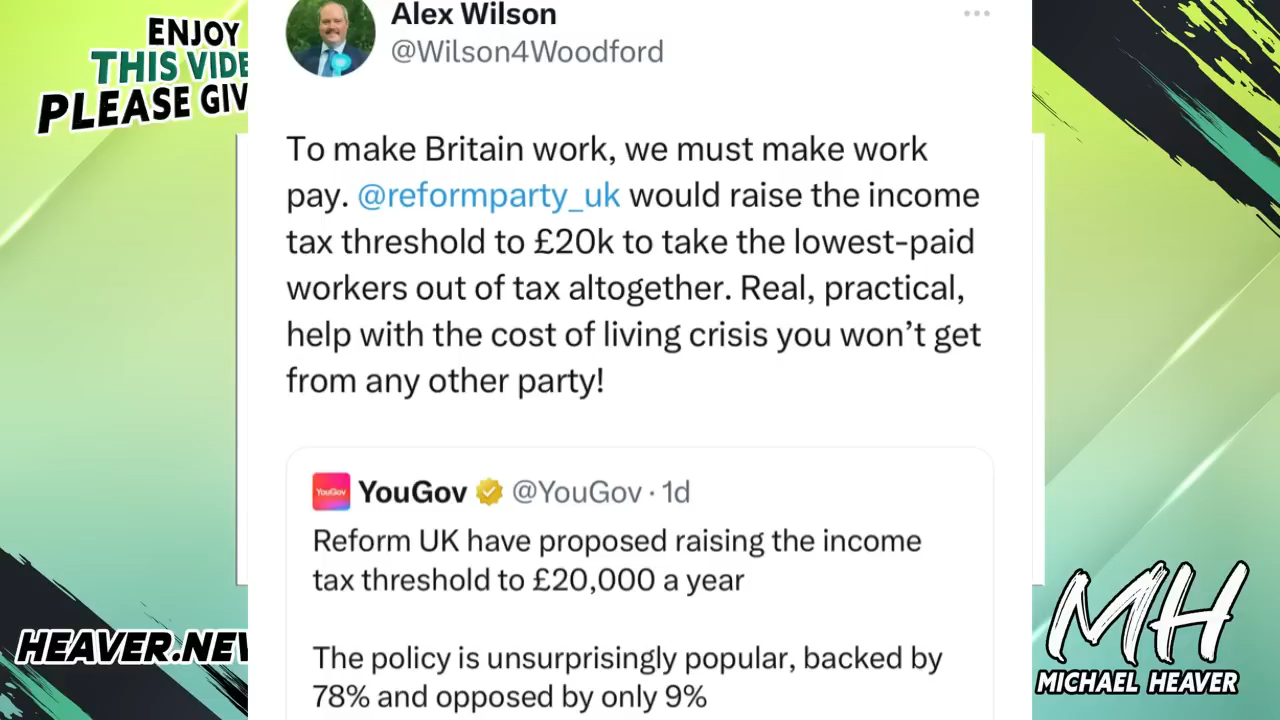 ENJOY
THIS VIDE
PLEASE GIV
Alex Wilson
@Wilson4Woodford
To make Britain work, we must make work
pay. @reformparty_uk would raise the income
tax threshold to £20k to take the lowest-paid
workers out of tax altogether. Real, practical,
help with the cost of living crisis you won’t get
from any other party!
YouGov
YouGov @YouGov · 1d
Reform UK have proposed raising the income
tax threshold to £20,000 a year
The policy is unsurprisingly popular, backed by
78% and opposed by only 9%
HEAVER.NEW
MH
MICHAEL HEAVER